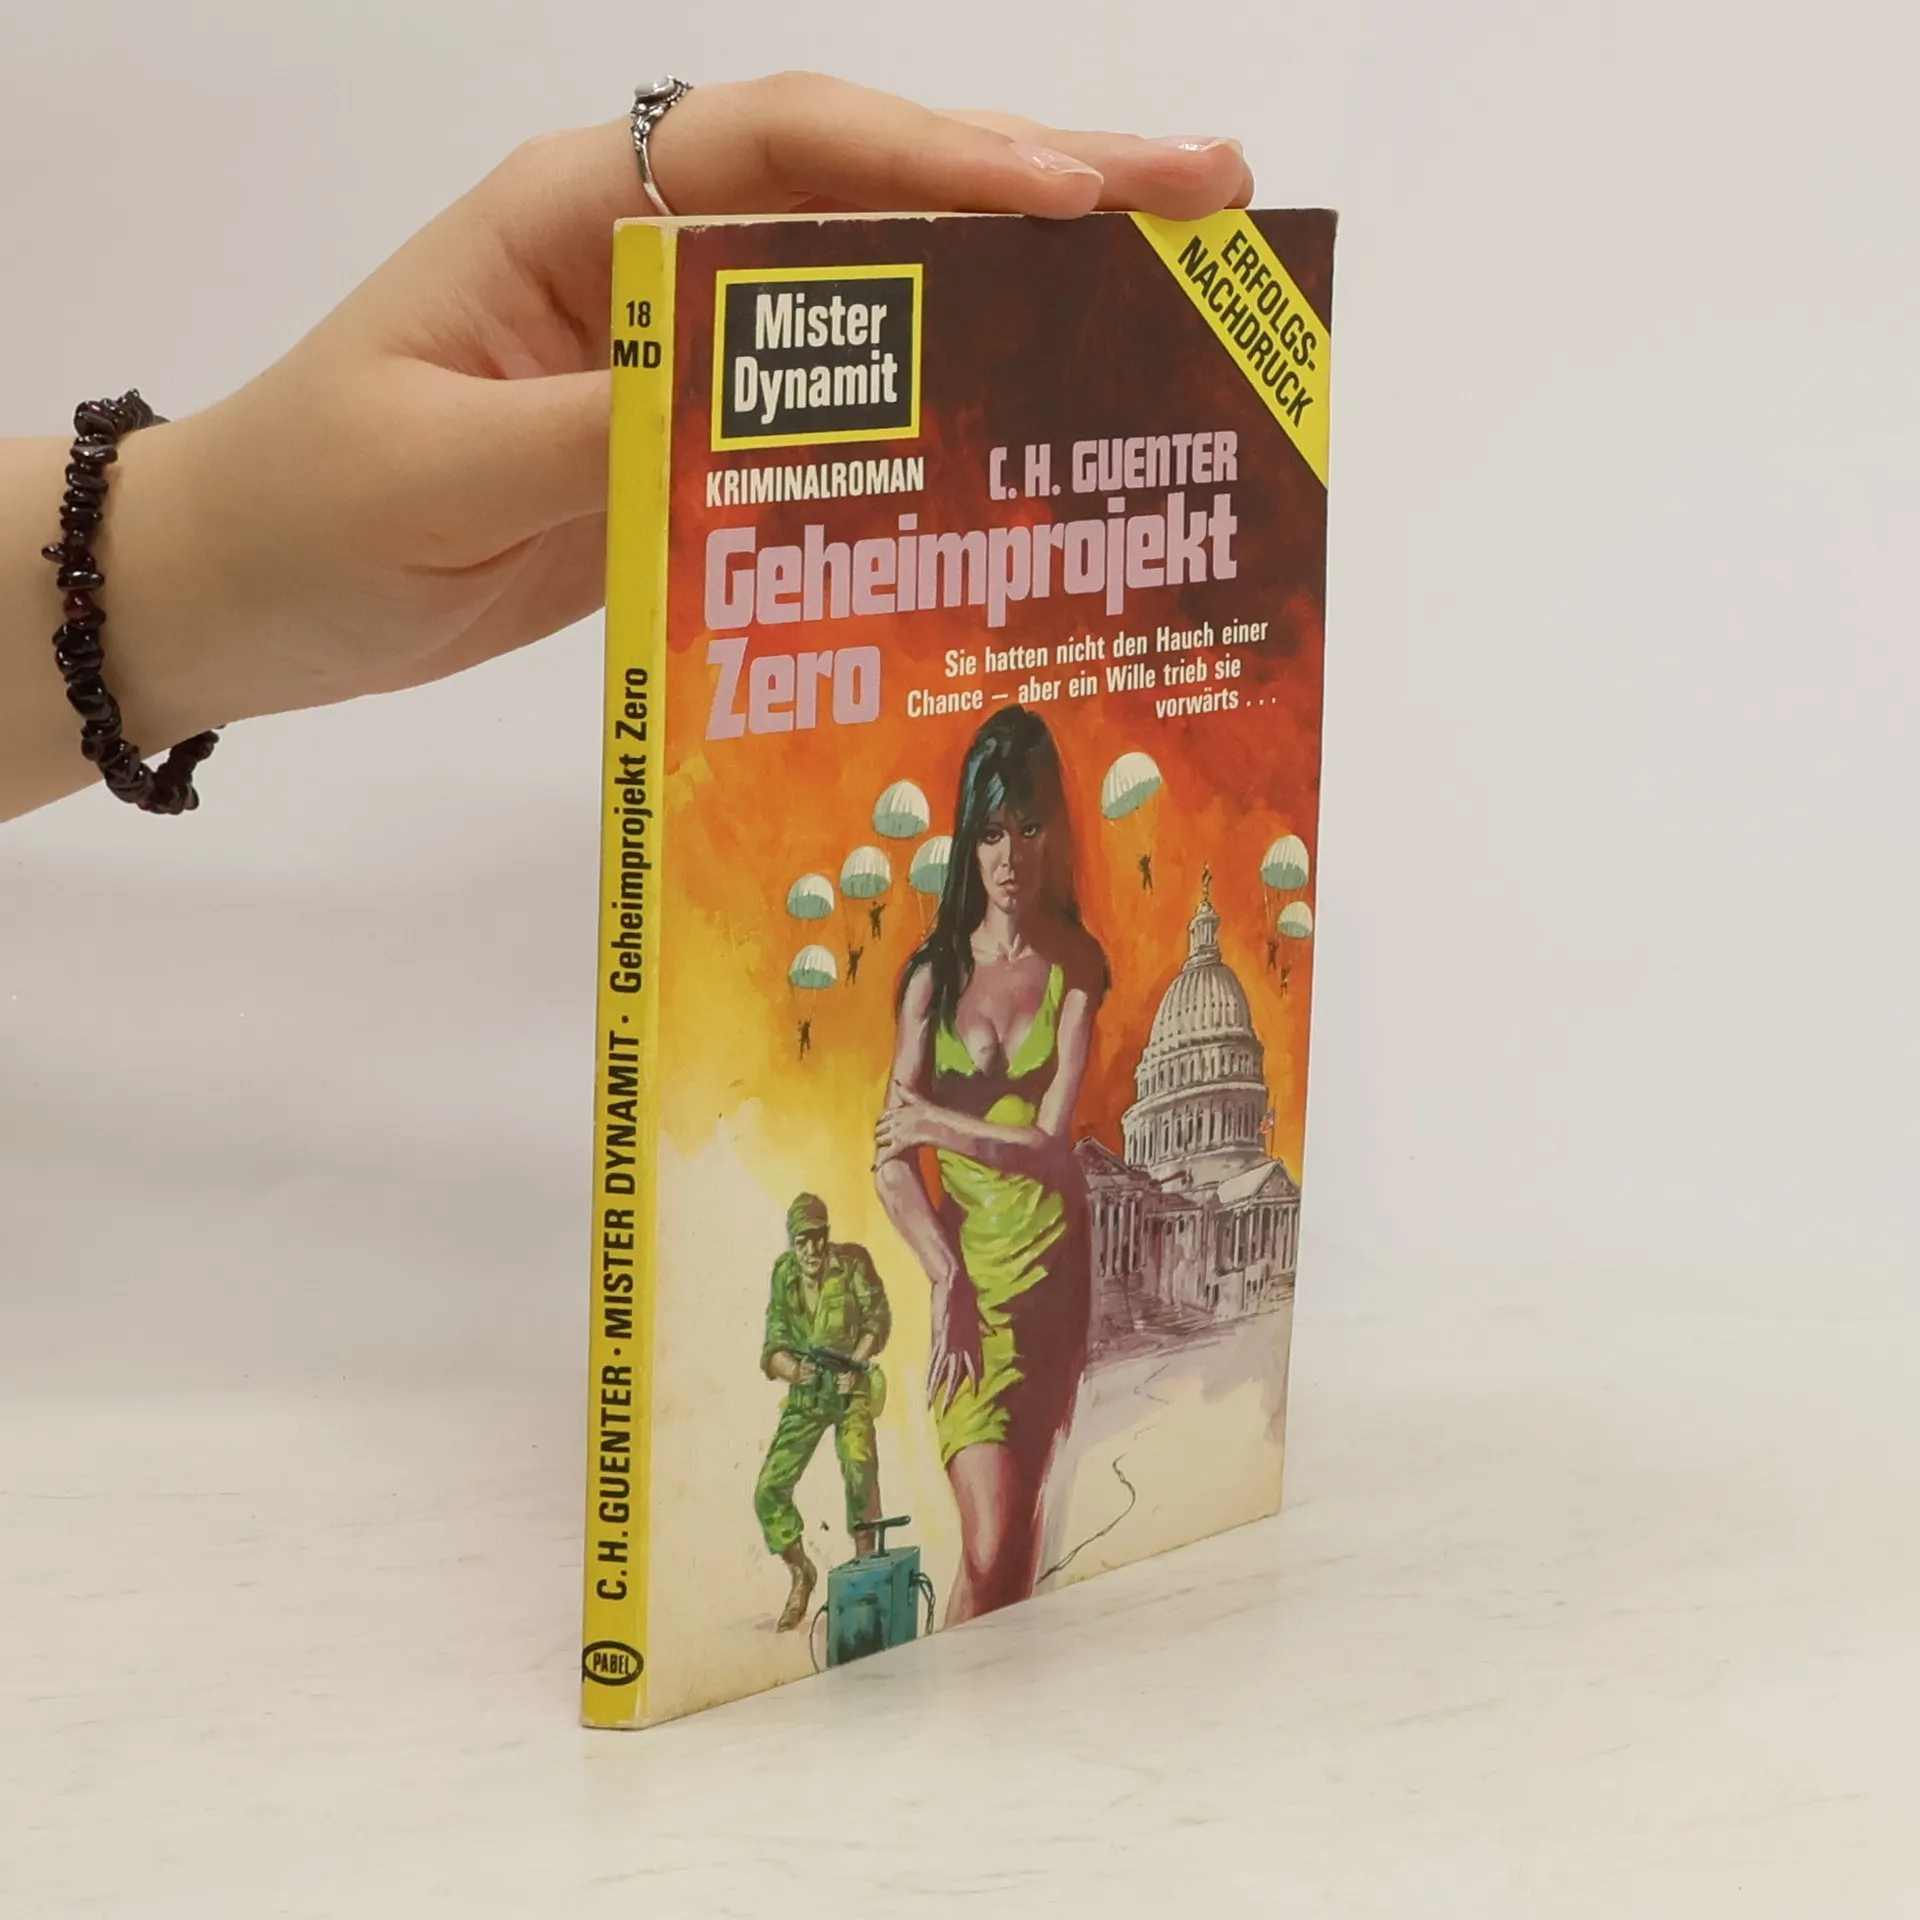 18
MD
C.H. GUENTER · MISTER DYNAMIT · Geheimprojekt Zero
PABEL
Mister
Dynamit
ERFOLGS-
NACHDRUCK
KRIMINALROMAN
C. H. GUENTER
Geheimprojekt
Zero
Sie hatten nicht den Hauch einer
Chance – aber ein Wille trieb sie
vorwärts . . .